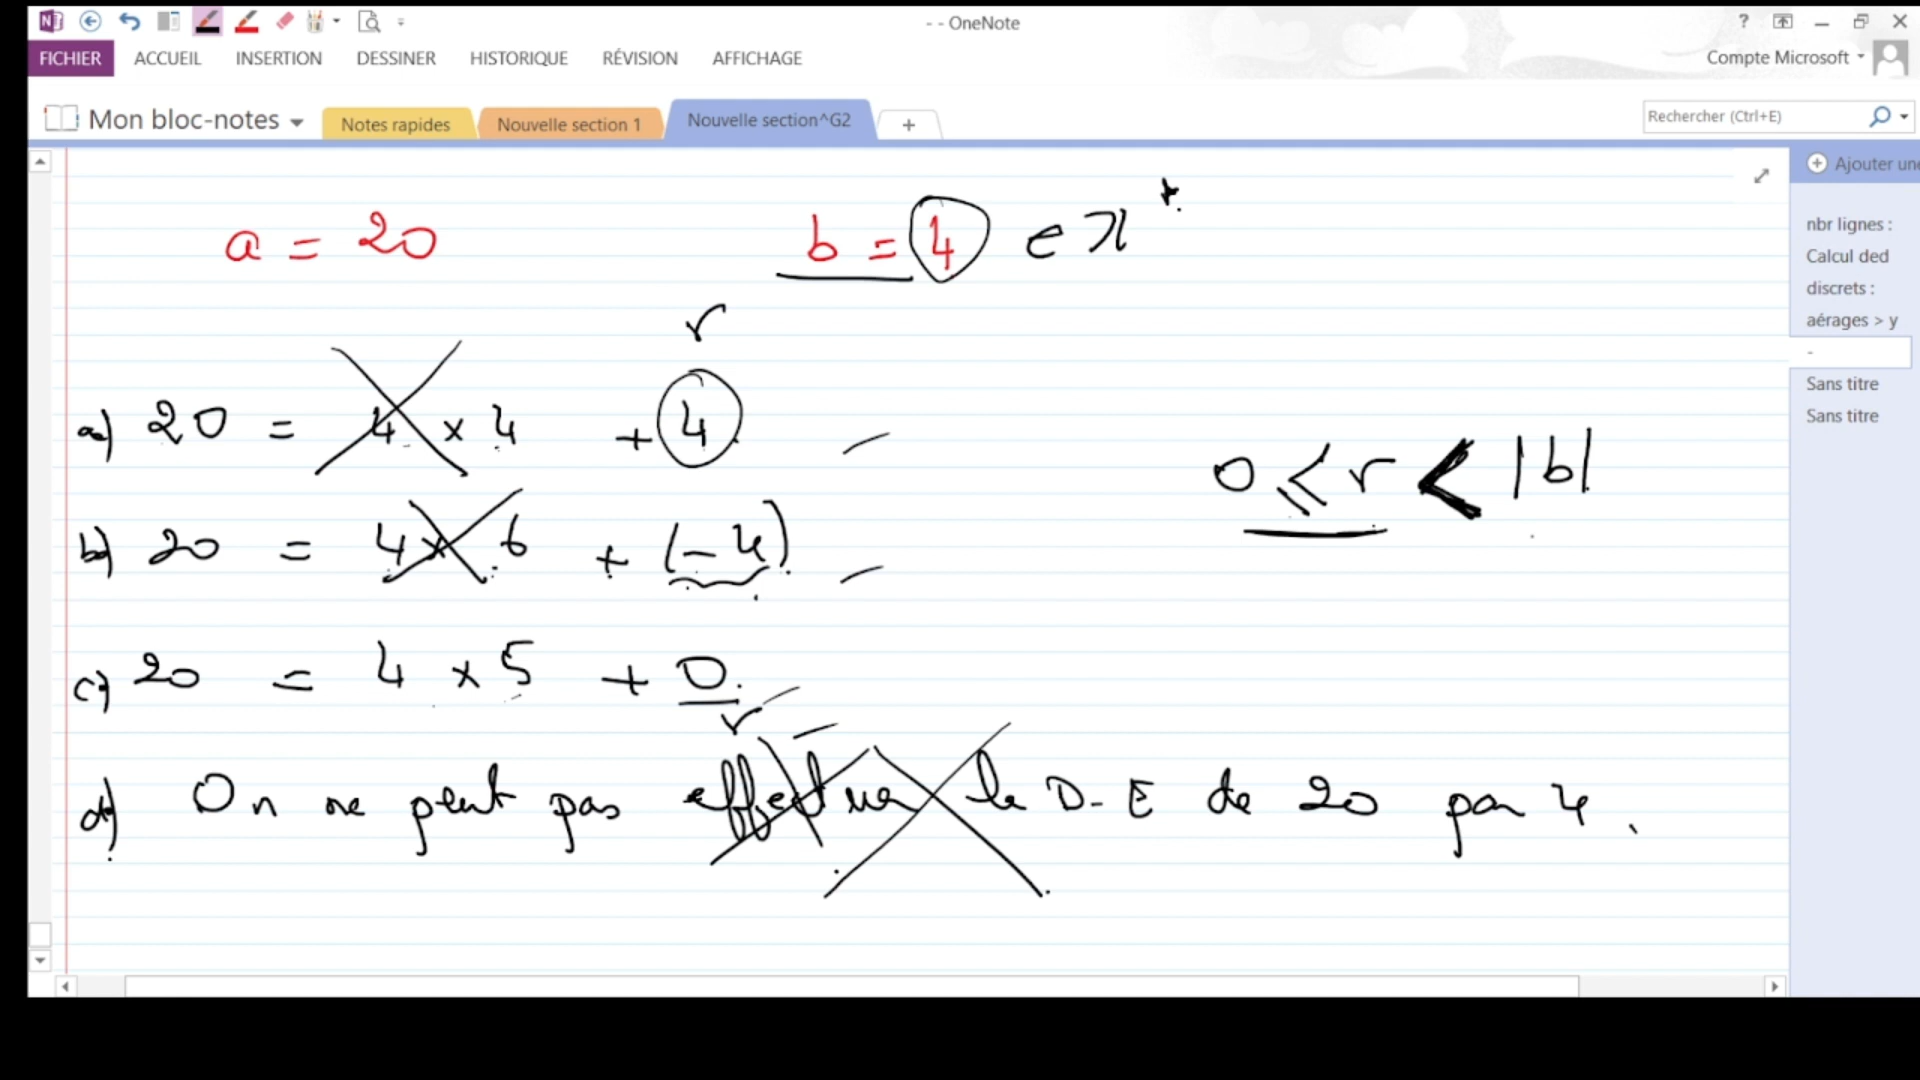 - - OneNote
?
FICHIER ACCUEIL INSERTION DESSINER HISTORIQUE RÉVISION AFFICHAGE
Compte Microsoft
Mon bloc-notes
Notes rapides
Nouvelle section 1
Nouvelle section^G2
+
Rechercher (Ctrl+E)
Ajouter une
nbr lignes :
Calcul ded
discrets :
aérages > y
-
Sans titre
Sans titre
a = 20 b = 4 ∈ ℤ*
r
a) 20 = 4 × 4 + 4
0 ≤ r < |b|
b) 20 = 4 × 6 + (-4)
c) 20 = 4 × 5 + 0
r
d) On ne peut pas effectuer la D-E de 20 par 4.